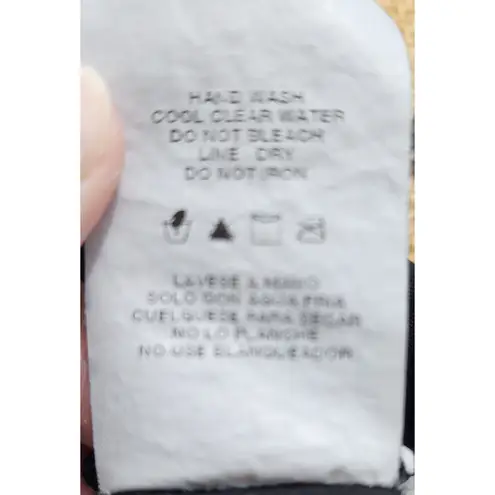 HAND WASH
COOL CLEAR WATER
DO NOT BLEACH
LINE DRY
DO NOT IRON
LAVESE A MANO
SOLO CON AGUA FRIA
CUELGUESE PARA SECAR
NO LO PLANCHE
NO USE BLANQUEADOR